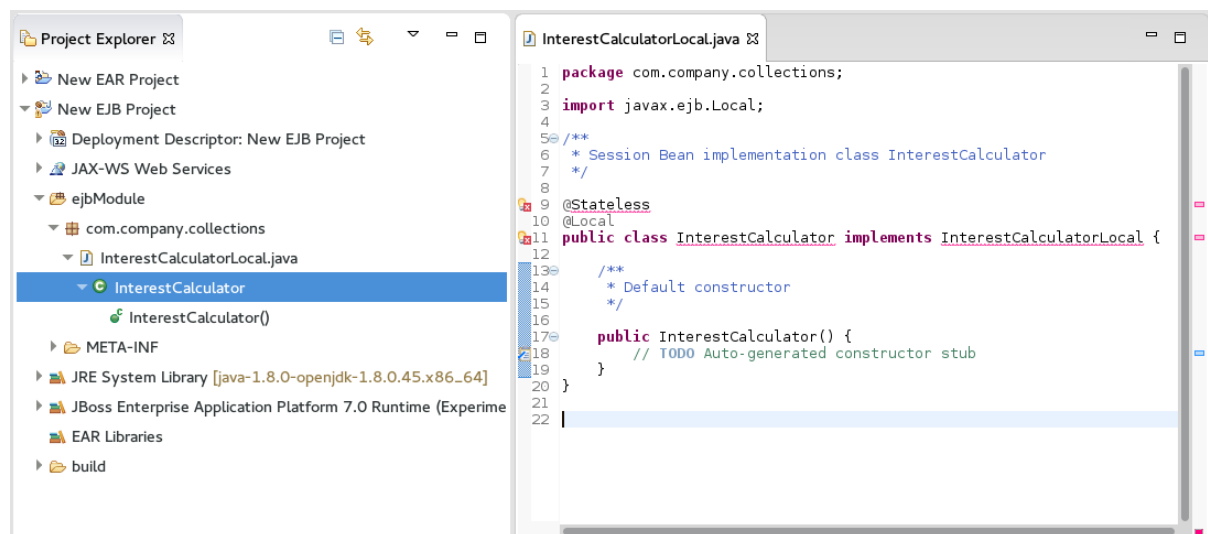 Project Explorer
New EAR Project
New EJB Project
Deployment Descriptor: New EJB Project
JAX-WS Web Services
ejbModule
com.company.collections
InterestCalculatorLocal.java
InterestCalculator
InterestCalculator()
META-INF
JRE System Library [java-1.8.0-openjdk-1.8.0.45.x86_64]
JBoss Enterprise Application Platform 7.0 Runtime (Experime
EAR Libraries
build
InterestCalculatorLocal.java
1 package com.company.collections;
2
3 import javax.ejb.Local;
4
5 /**
6 * Session Bean implementation class InterestCalculator
7 */
8
9 @Stateless
10 @Local
11 public class InterestCalculator implements InterestCalculatorLocal {
12
13 /**
14 * Default constructor
15 */
16
17 public InterestCalculator() {
18 // TODO Auto-generated constructor stub
19 }
20 }
21
22